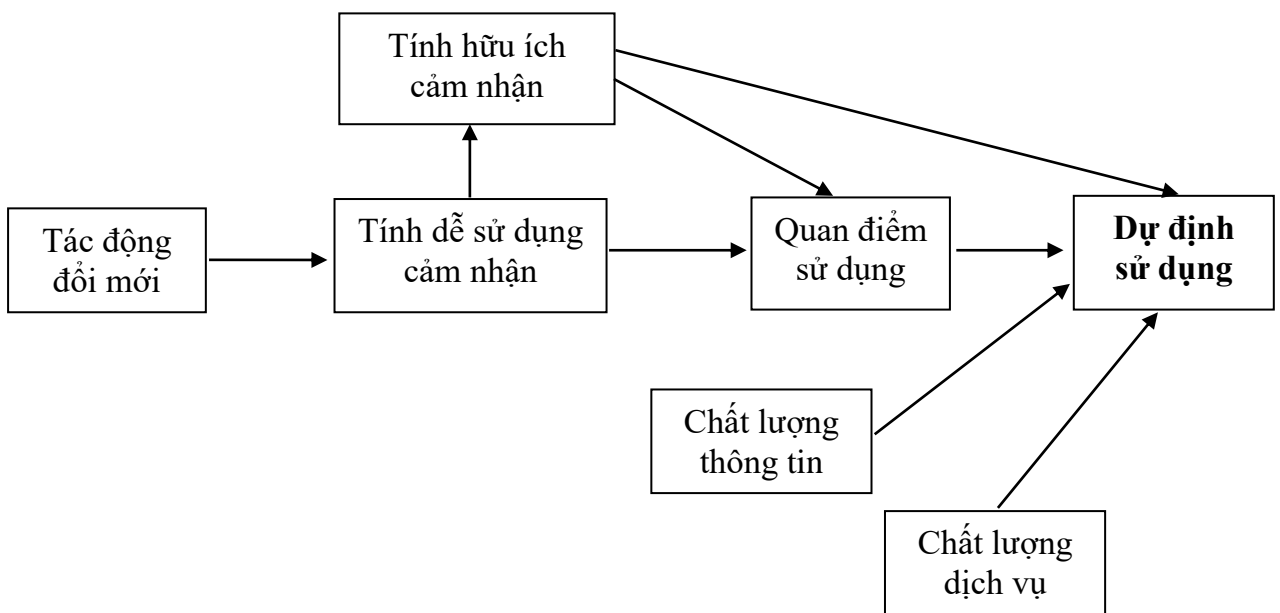 Tính hữu ích
cảm nhận
Tác động
đổi mới
Tính dễ sử dụng
cảm nhận
Quan điểm
sử dụng
Dự định
sử dụng
Chất lượng
thông tin
Chất lượng
dịch vụ